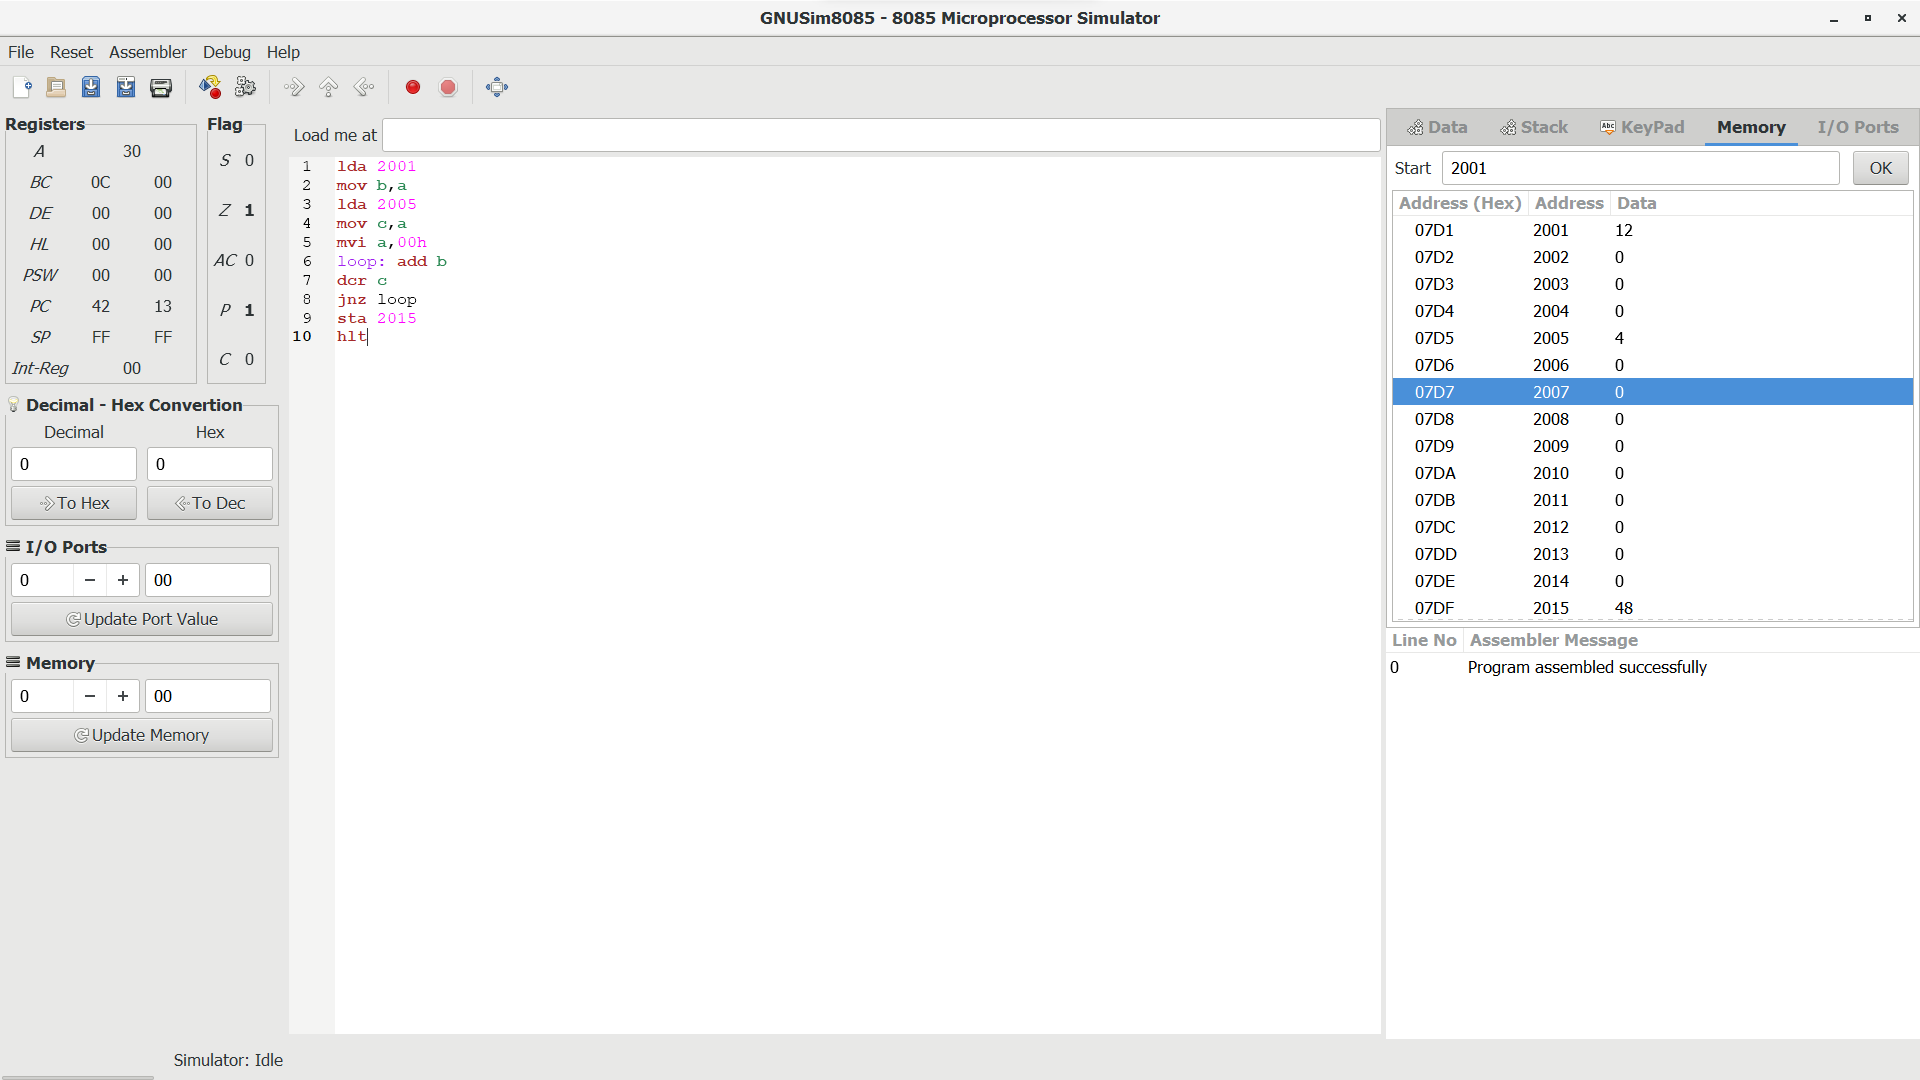 GNUSim8085 - 8085 Microprocessor Simulator
File Reset Assembler Debug Help
Registers
A 30
BC 0C 00
DE 00 00
HL 00 00
PSW 00 00
PC 42 13
SP FF FF
Int-Reg 00
Flag
S 0
Z 1
AC 0
P 1
C 0
Decimal - Hex Convertion
Decimal Hex
0 0
To Hex To Dec
I/O Ports
0 − + 00
Update Port Value
Memory
0 − + 00
Update Memory
Load me at
1 lda 2001
2 mov b,a
3 lda 2005
4 mov c,a
5 mvi a,00h
6 loop: add b
7 dcr c
8 jnz loop
9 sta 2015
10 hlt
Data Stack Abc KeyPad Memory I/O Ports
Start 2001 OK
Address (Hex) Address Data
07D1 2001 12
07D2 2002 0
07D3 2003 0
07D4 2004 0
07D5 2005 4
07D6 2006 0
07D7 2007 0
07D8 2008 0
07D9 2009 0
07DA 2010 0
07DB 2011 0
07DC 2012 0
07DD 2013 0
07DE 2014 0
07DF 2015 48
Line No Assembler Message
0 Program assembled successfully
Simulator: Idle